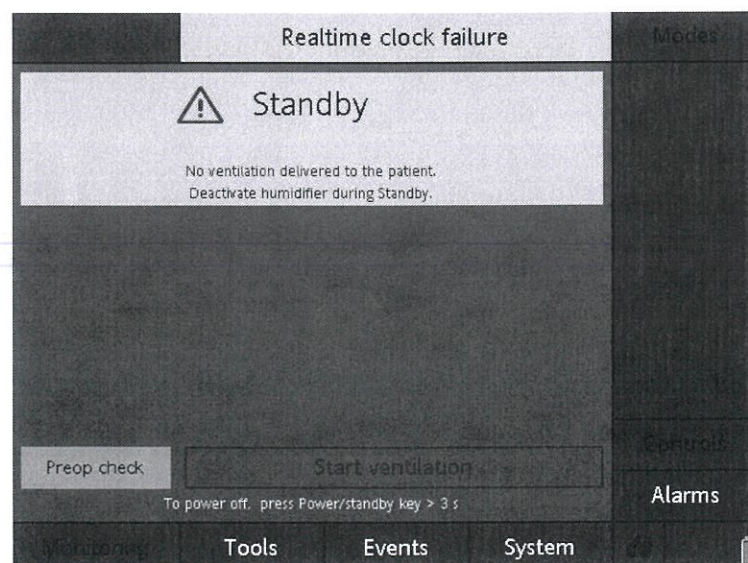 Realtime clock failure
Modes
Standby
No ventilation delivered to the patient.
Deactivate humidifier during Standby.
Controls
Preop check
Start ventilation
Alarms
To power off, press Power/standby key > 3 s
Monitoring
Tools
Events
System